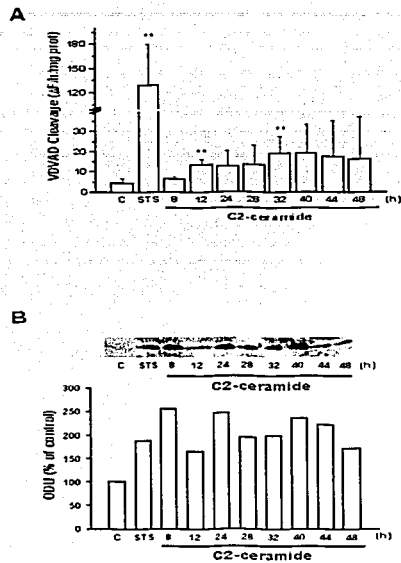 A
VDVAD Cleavage (ΔF/h/mg prot)
180
150
120
30
20
10
0
**
**
**
C STS 8 12 24 28 32 40 44 48 (h)
C2-ceramide
B
C STS 8 12 24 28 32 40 44 48 (h)
C2-ceramide
ODU (% of control)
300
250
200
150
100
50
0
C STS 8 12 24 28 32 40 44 48 (h)
C2-ceramide